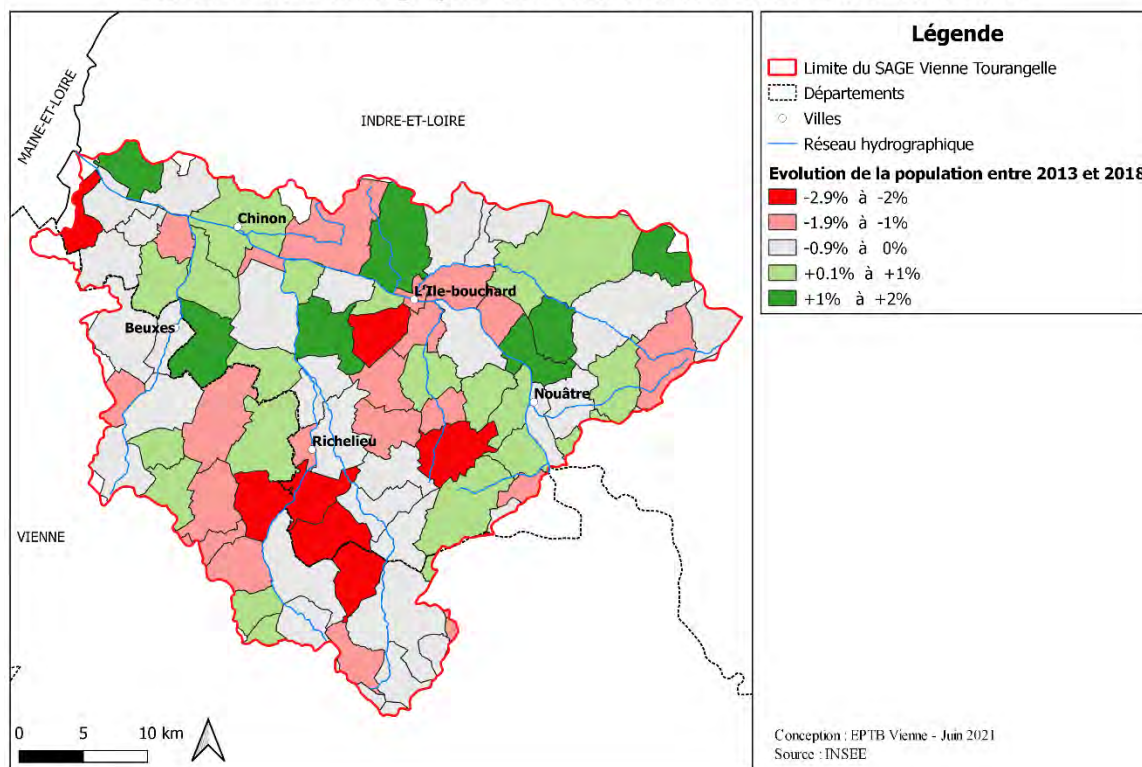 MAINE-ET-LOIRE
INDRE-ET-LOIRE
Chinon
L'Ile-bouchard
Beuxes
Nouâtre
Richelieu
VIENNE
0 5 10 km
Légende
Limite du SAGE Vienne Tourangelle
Départements
Villes
Réseau hydrographique
Evolution de la population entre 2013 et 2018
-2.9% à -2%
-1.9% à -1%
-0.9% à 0%
+0.1% à +1%
+1% à +2%
Conception : EPTB Vienne - Juin 2021
Source : INSEE